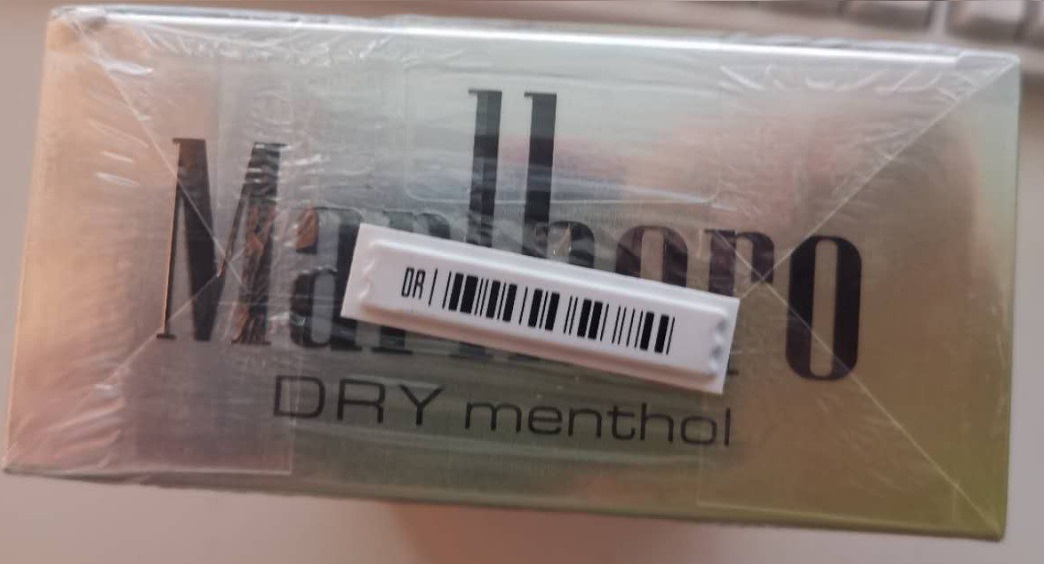 Marlboro
DR
DRY menthol